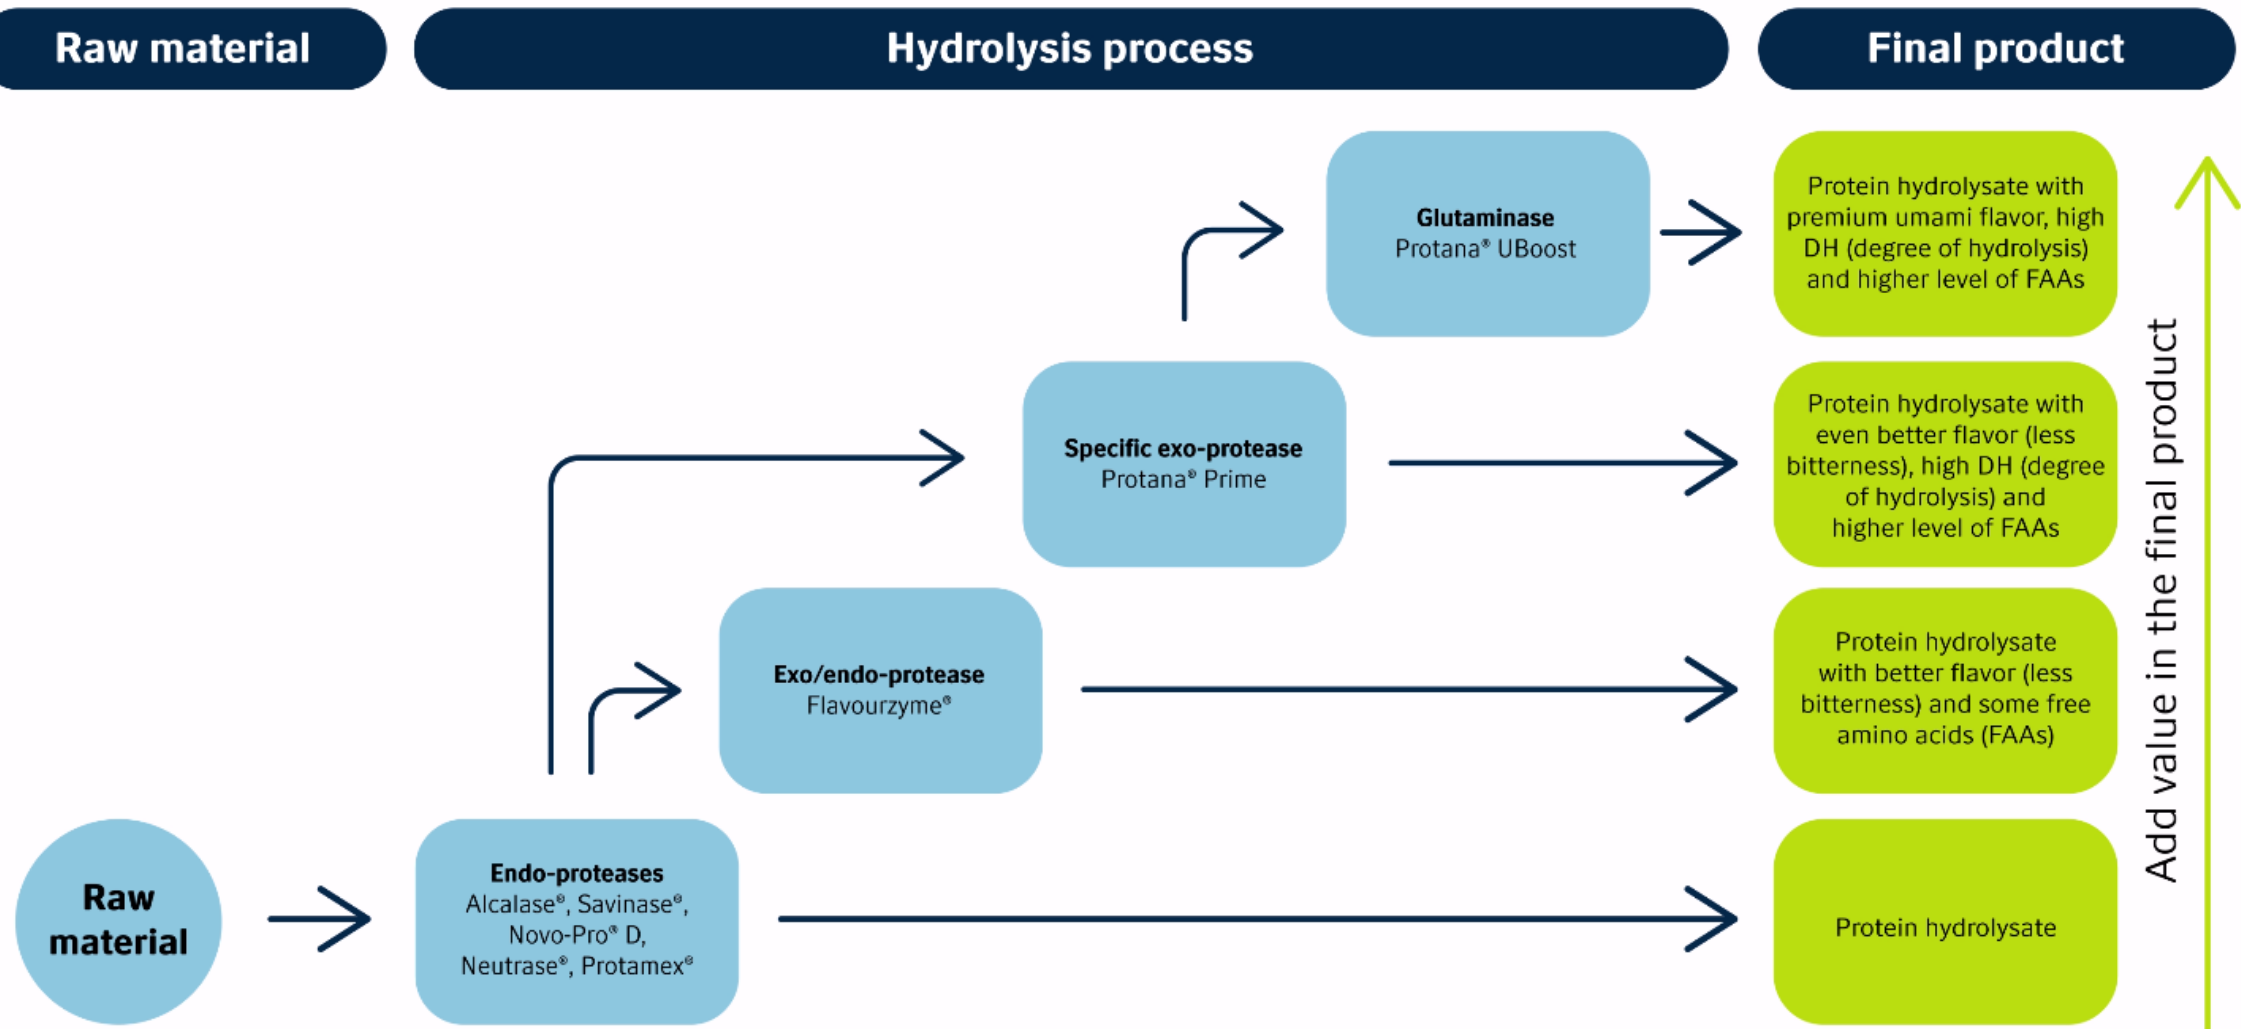 Raw material
Hydrolysis process
Final product
Glutaminase
Protana® UBoost
Protein hydrolysate with
premium umami flavor, high
DH (degree of hydrolysis)
and higher level of FAAs
Specific exo-protease
Protana® Prime
Protein hydrolysate with
even better flavor (less
bitterness), high DH (degree
of hydrolysis) and
higher level of FAAs
Exo/endo-protease
Flavourzyme®
Protein hydrolysate
with better flavor (less
bitterness) and some free
amino acids (FAAs)
Raw
material
Endo-proteases
Alcalase®, Savinase®,
Novo-Pro® D,
Neutrase®, Protamex®
Protein hydrolysate
Add value in the final product